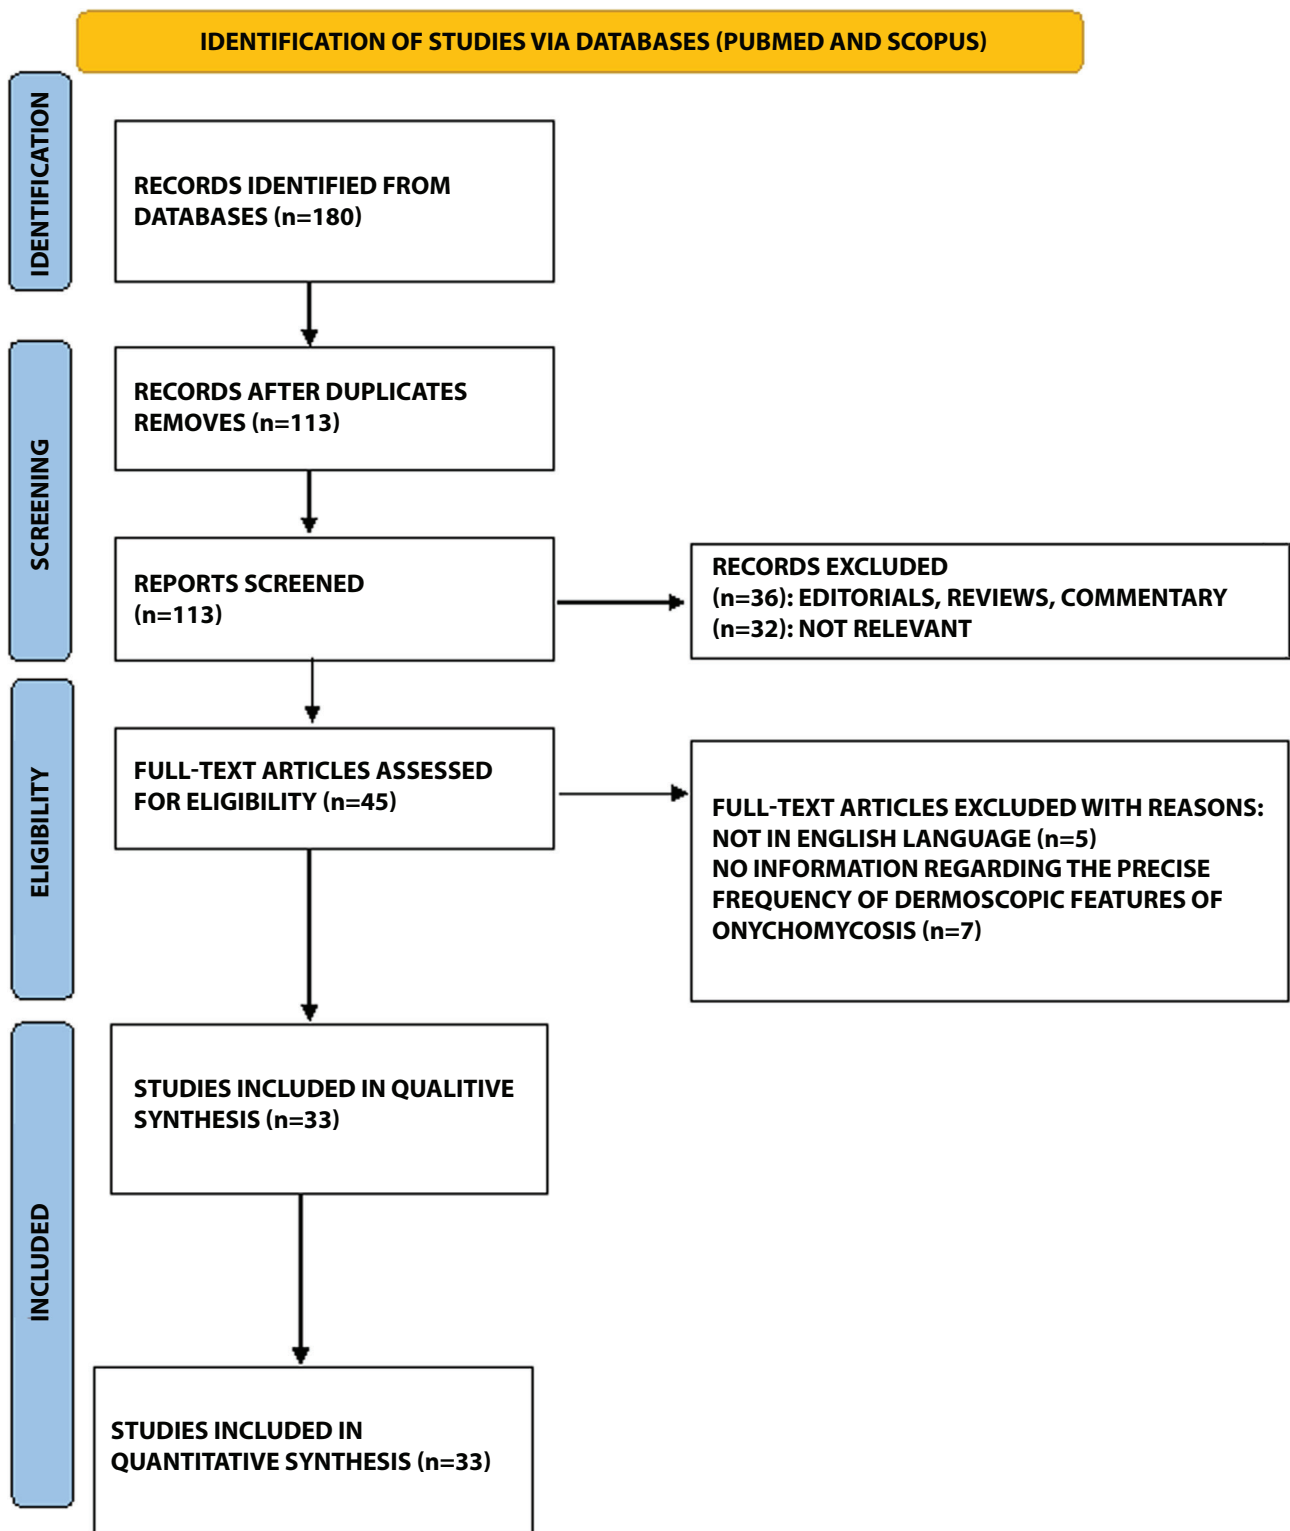 IDENTIFICATION OF STUDIES VIA DATABASES (PUBMED AND SCOPUS)
IDENTIFICATION
RECORDS IDENTIFIED FROM
DATABASES (n=180)
SCREENING
RECORDS AFTER DUPLICATES
REMOVES (n=113)
REPORTS SCREENED
(n=113)
RECORDS EXCLUDED
(n=36): EDITORIALS, REVIEWS, COMMENTARY
(n=32): NOT RELEVANT
ELIGIBILITY
FULL-TEXT ARTICLES ASSESSED
FOR ELIGIBILITY (n=45)
FULL-TEXT ARTICLES EXCLUDED WITH REASONS:
NOT IN ENGLISH LANGUAGE (n=5)
NO INFORMATION REGARDING THE PRECISE
FREQUENCY OF DERMOSCOPIC FEATURES OF
ONYCHOMYCOSIS (n=7)
INCLUDED
STUDIES INCLUDED IN QUALITIVE
SYNTHESIS (n=33)
STUDIES INCLUDED IN
QUANTITATIVE SYNTHESIS (n=33)